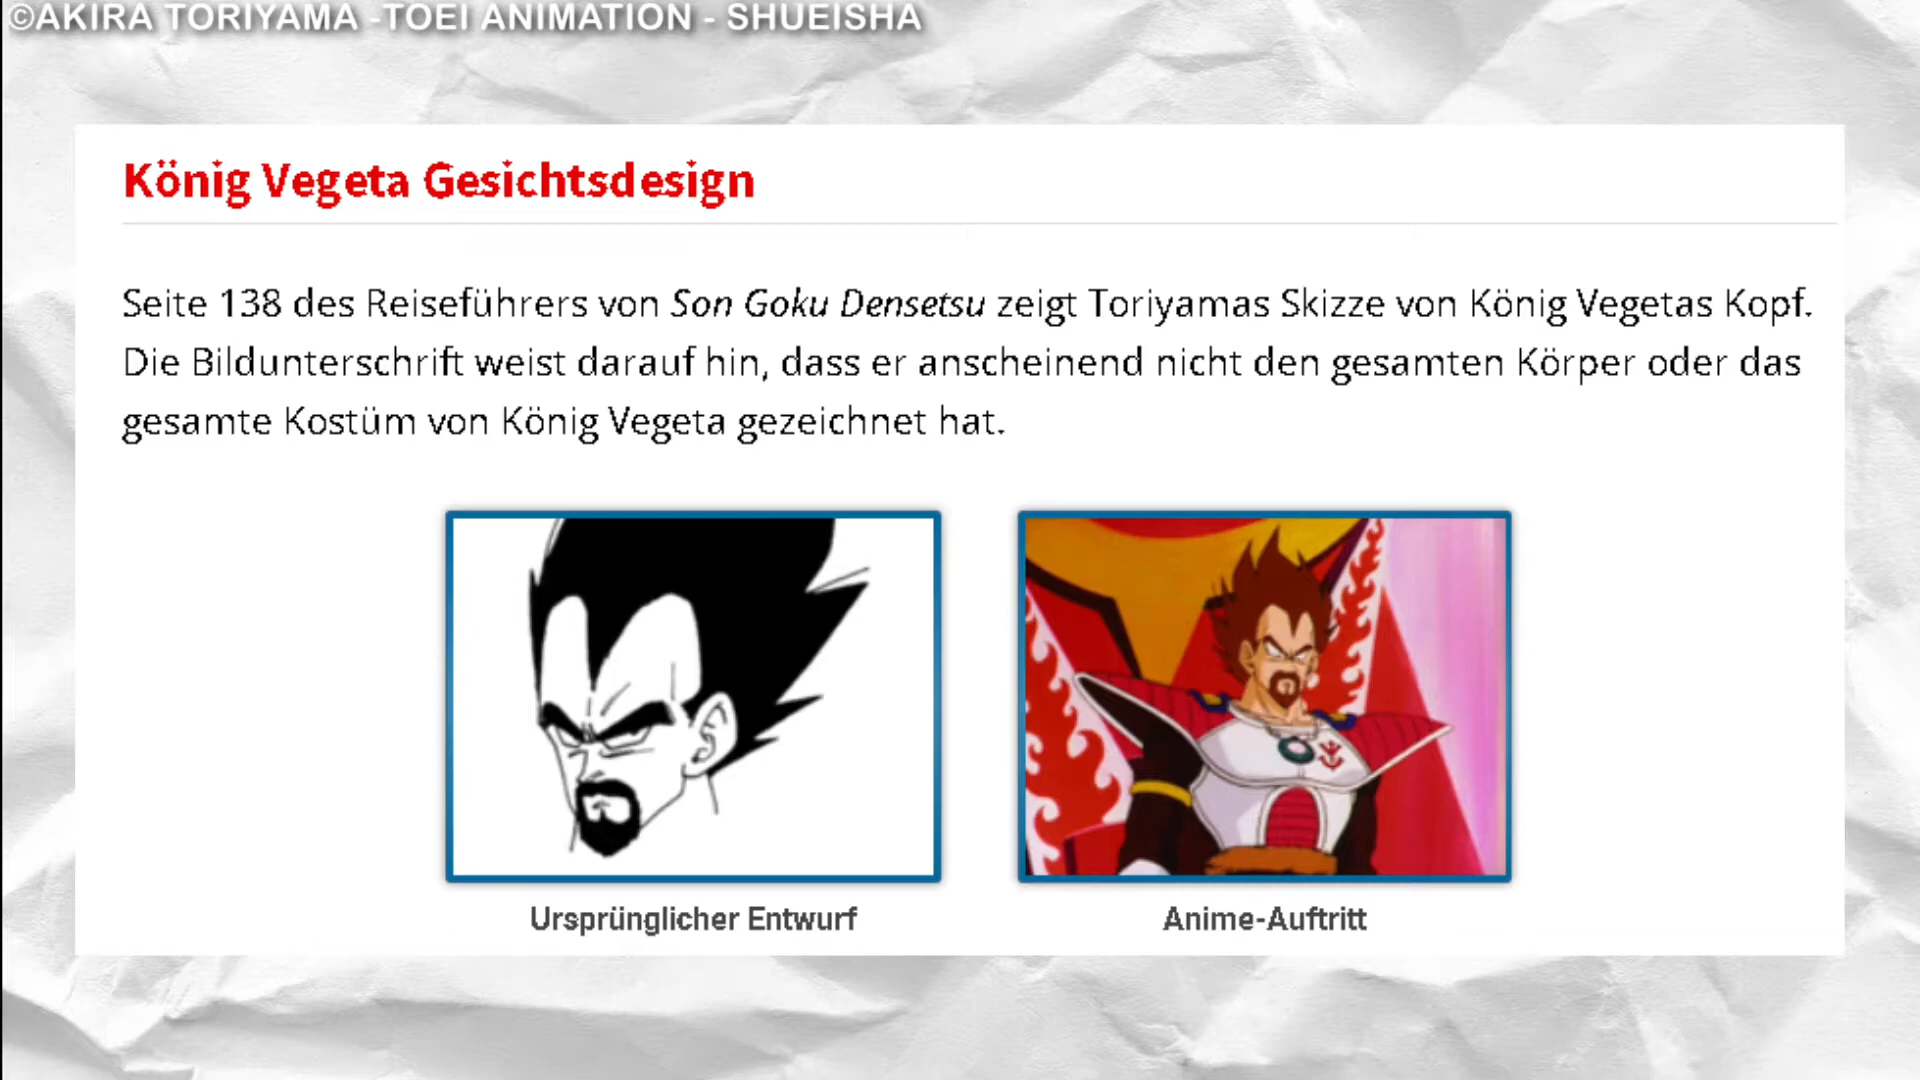 ©AKIRA TORIYAMA -TOEI ANIMATION - SHUEISHA
König Vegeta Gesichtsdesign
Seite 138 des Reiseführers von Son Goku Densetsu zeigt Toriyamas Skizze von König Vegetas Kopf.
Die Bildunterschrift weist darauf hin, dass er anscheinend nicht den gesamten Körper oder das
gesamte Kostüm von König Vegeta gezeichnet hat.
Ursprünglicher Entwurf
Anime-Auftritt